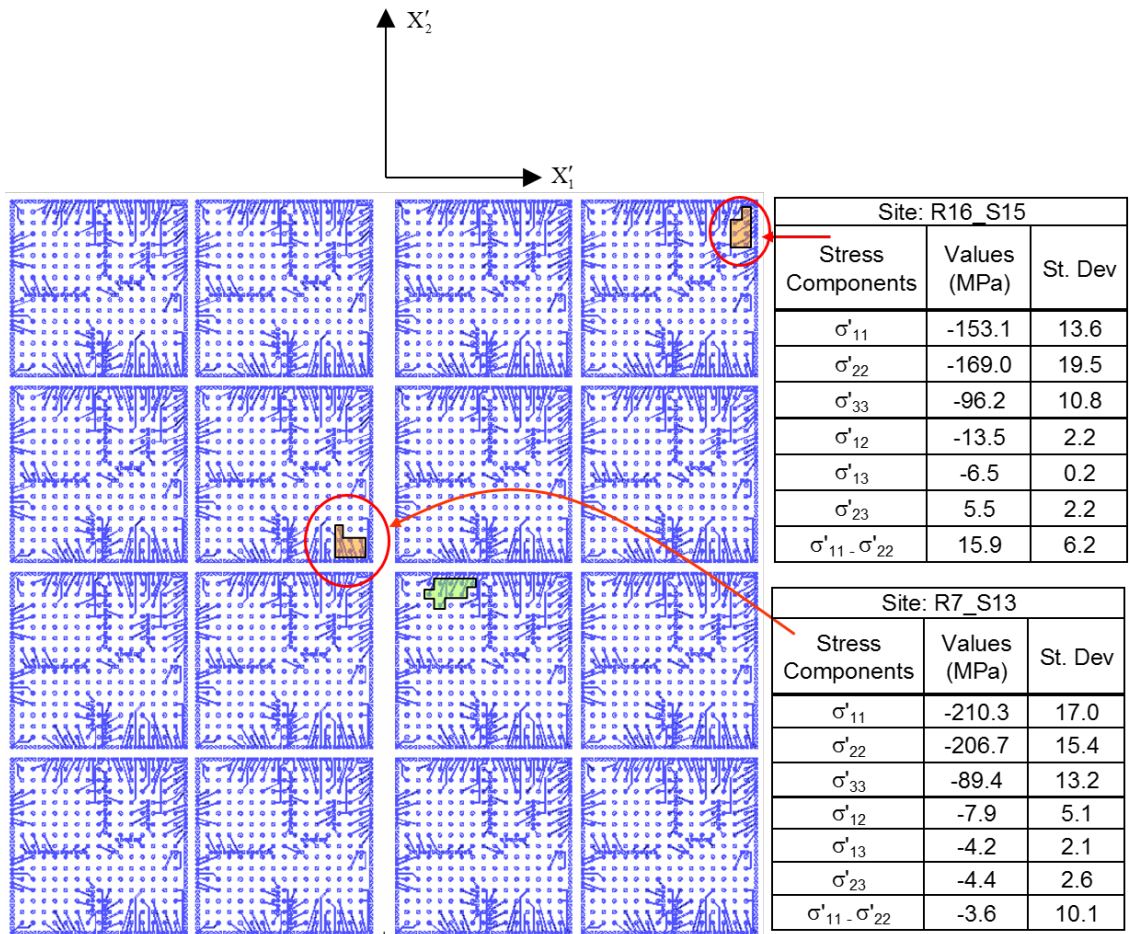 X′₂
X′₁
Site: R16_S15
Stress Components Values (MPa) St. Dev
σ'₁₁ -153.1 13.6
σ'₂₂ -169.0 19.5
σ'₃₃ -96.2 10.8
σ'₁₂ -13.5 2.2
σ'₁₃ -6.5 0.2
σ'₂₃ 5.5 2.2
σ'₁₁ - σ'₂₂ 15.9 6.2
Site: R7_S13
Stress Components Values (MPa) St. Dev
σ'₁₁ -210.3 17.0
σ'₂₂ -206.7 15.4
σ'₃₃ -89.4 13.2
σ'₁₂ -7.9 5.1
σ'₁₃ -4.2 2.1
σ'₂₃ -4.4 2.6
σ'₁₁ - σ'₂₂ -3.6 10.1